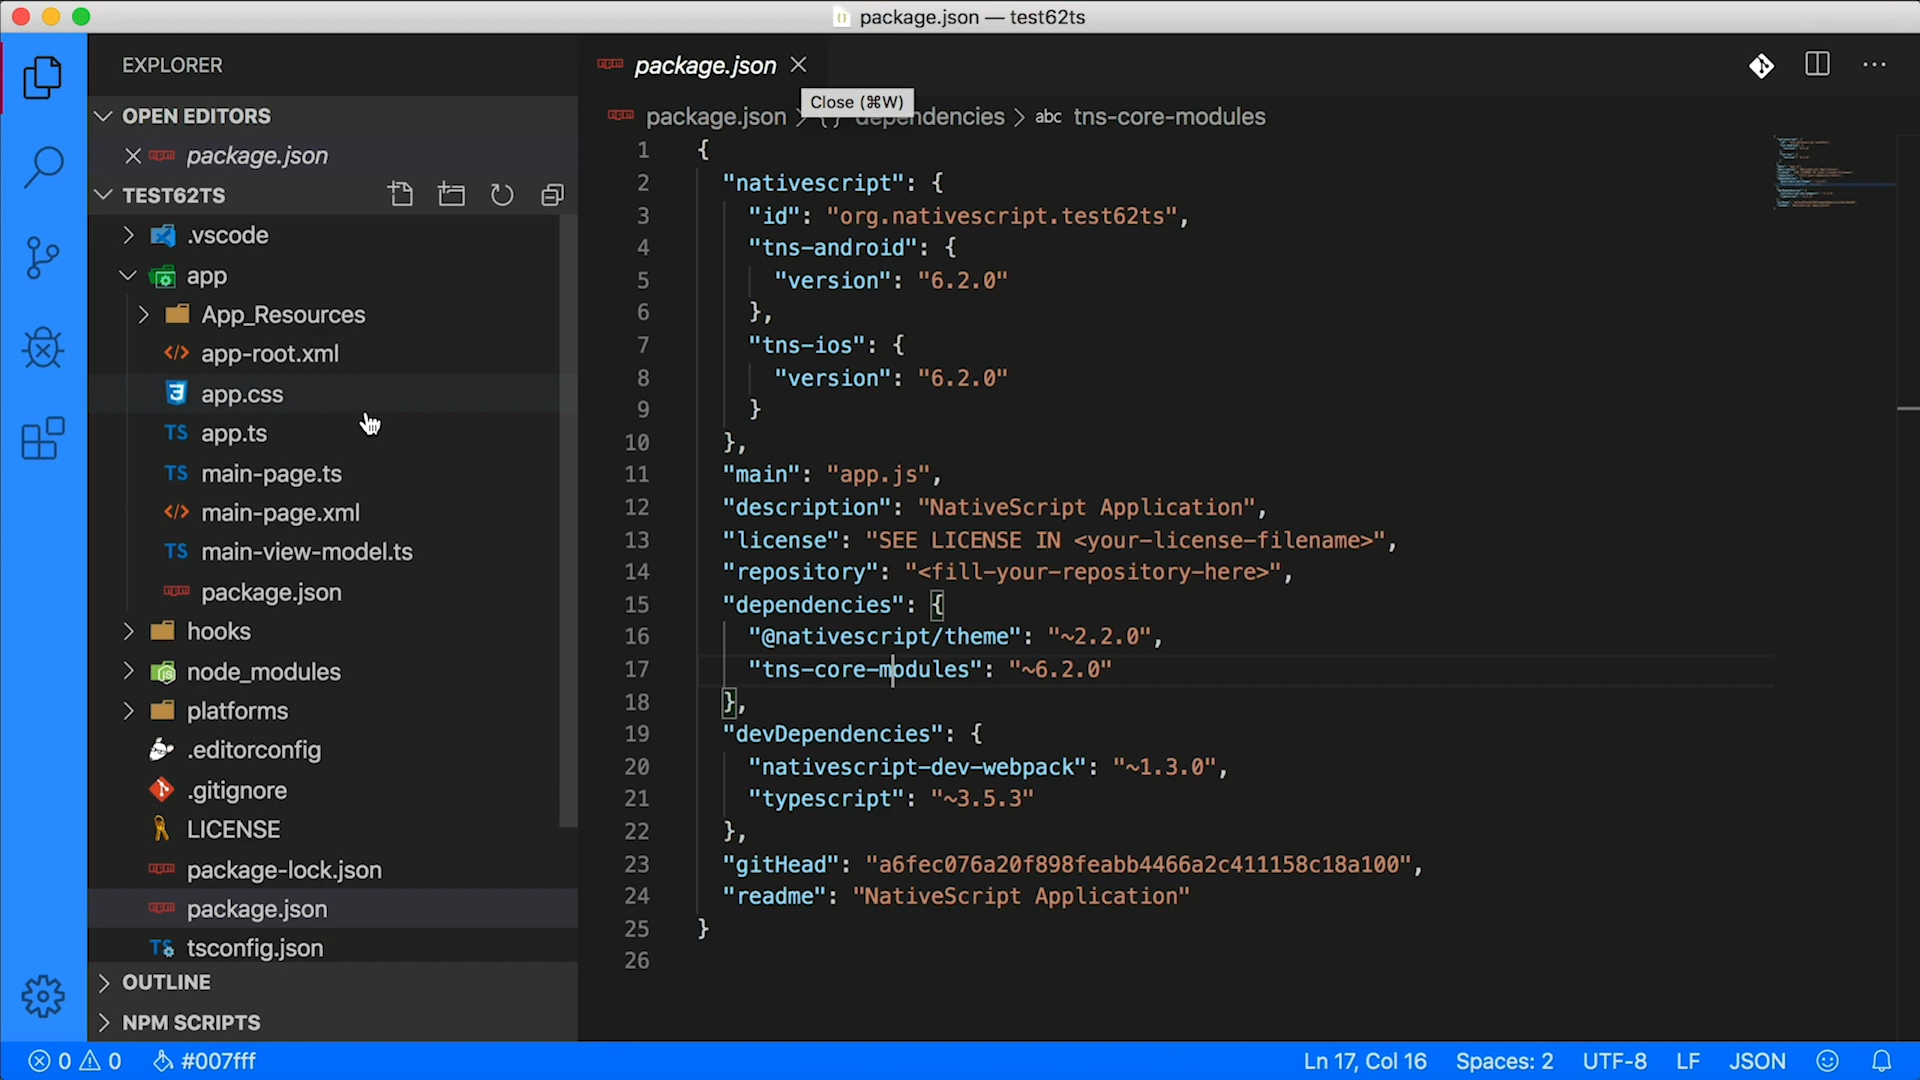 package.json — test62ts
EXPLORER
OPEN EDITORS
package.json
TEST62TS
.vscode
app
App_Resources
app-root.xml
app.css
TS app.ts
TS main-page.ts
main-page.xml
TS main-view-model.ts
package.json
hooks
node_modules
platforms
.editorconfig
.gitignore
LICENSE
package-lock.json
package.json
TS tsconfig.json
OUTLINE
NPM SCRIPTS
package.json
Close (⌘W)
package.json > {} dependencies > abc tns-core-modules
1 {
2 "nativescript": {
3 "id": "org.nativescript.test62ts",
4 "tns-android": {
5 "version": "6.2.0"
6 },
7 "tns-ios": {
8 "version": "6.2.0"
9 }
10 },
11 "main": "app.js",
12 "description": "NativeScript Application",
13 "license": "SEE LICENSE IN <your-license-filename>",
14 "repository": "<fill-your-repository-here>",
15 "dependencies": {
16 "@nativescript/theme": "~2.2.0",
17 "tns-core-modules": "~6.2.0"
18 },
19 "devDependencies": {
20 "nativescript-dev-webpack": "~1.3.0",
21 "typescript": "~3.5.3"
22 },
23 "gitHead": "a6fec076a20f898feabb4466a2c411158c18a100",
24 "readme": "NativeScript Application"
25 }
26
0 0 #007fff
Ln 17, Col 16 Spaces: 2 UTF-8 LF JSON